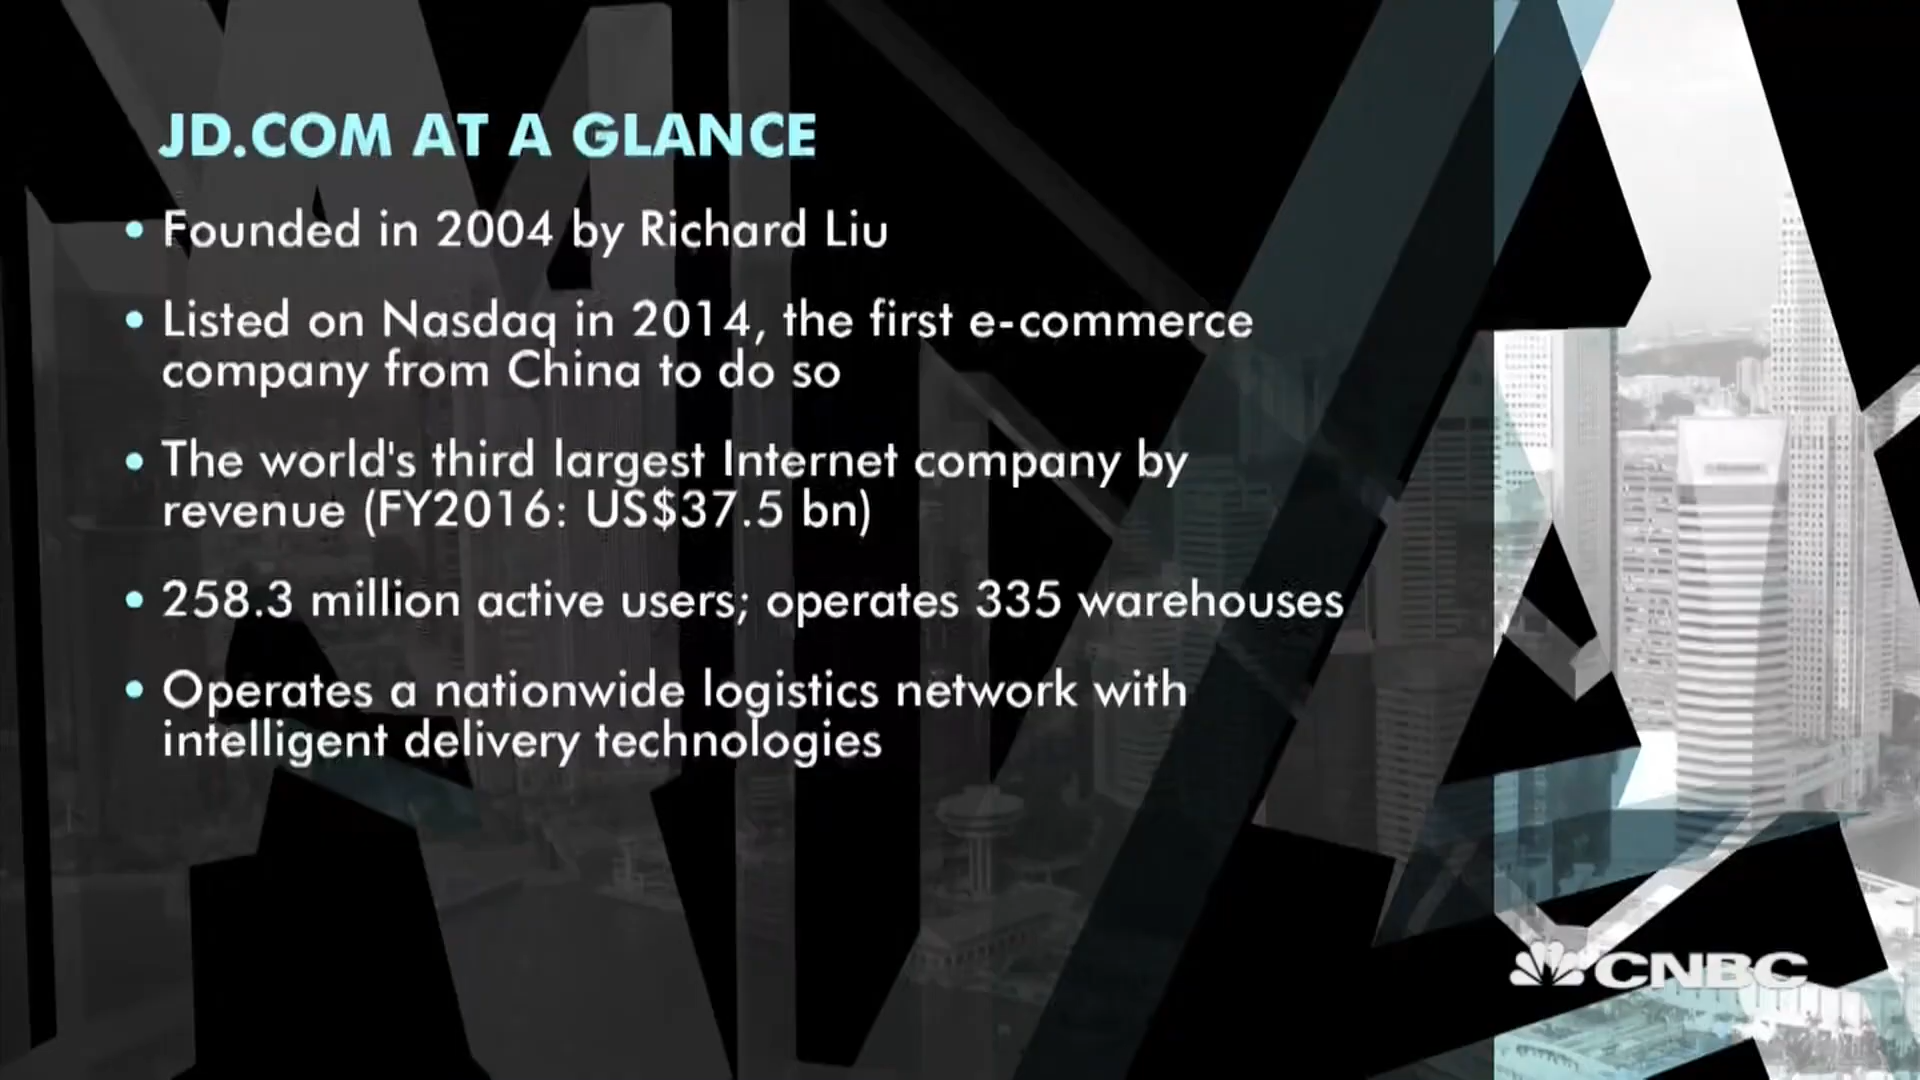 JD.COM AT A GLANCE
• Founded in 2004 by Richard Liu
• Listed on Nasdaq in 2014, the first e-commerce
company from China to do so
• The world's third largest Internet company by
revenue (FY2016: US$37.5 bn)
• 258.3 million active users; operates 335 warehouses
• Operates a nationwide logistics network with
intelligent delivery technologies
CNBC